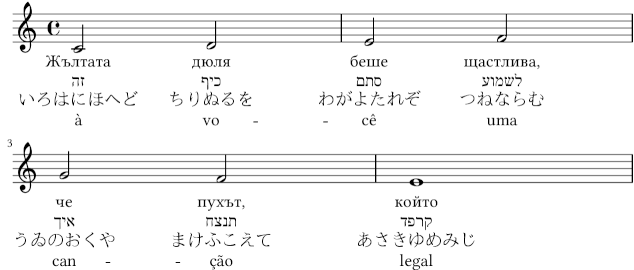 Жълтата дюля беше щастлива,
זה כיף סתם לשמוע
いろはにほへど ちりぬるを わがよたれぞ つねならむ
à vo - - cê uma
3
че пухът, който
איך תנצח קרפד
うゐのおくや まけふこえて あさきゆめみじ
can - - ção legal